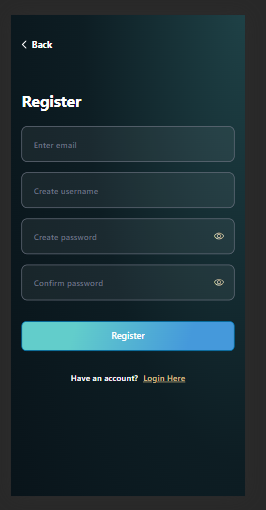 Back
Register
Enter email
Create username
Create password
Confirm password
Register
Have an account? Login Here